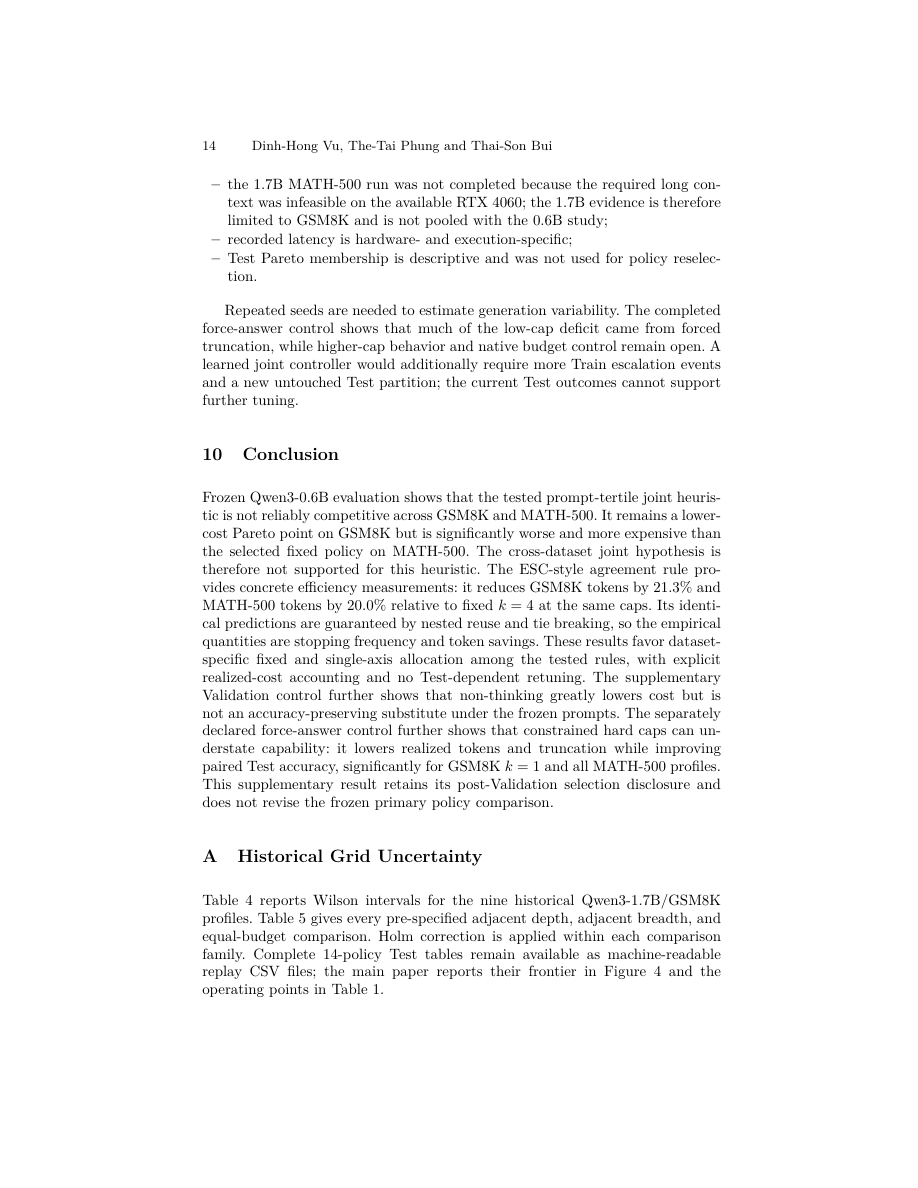 14 Dinh-Hong Vu, The-Tai Phung and Thai-Son Bui
– the 1.7B MATH-500 run was not completed because the required long con-
text was infeasible on the available RTX 4060; the 1.7B evidence is therefore
limited to GSM8K and is not pooled with the 0.6B study;
– recorded latency is hardware- and execution-specific;
– Test Pareto membership is descriptive and was not used for policy reselec-
tion.
Repeated seeds are needed to estimate generation variability. The completed
force-answer control shows that much of the low-cap deficit came from forced
truncation, while higher-cap behavior and native budget control remain open. A
learned joint controller would additionally require more Train escalation events
and a new untouched Test partition; the current Test outcomes cannot support
further tuning.
10 Conclusion
Frozen Qwen3-0.6B evaluation shows that the tested prompt-tertile joint heuris-
tic is not reliably competitive across GSM8K and MATH-500. It remains a lower-
cost Pareto point on GSM8K but is significantly worse and more expensive than
the selected fixed policy on MATH-500. The cross-dataset joint hypothesis is
therefore not supported for this heuristic. The ESC-style agreement rule pro-
vides concrete efficiency measurements: it reduces GSM8K tokens by 21.3% and
MATH-500 tokens by 20.0% relative to fixed k = 4 at the same caps. Its identi-
cal predictions are guaranteed by nested reuse and tie breaking, so the empirical
quantities are stopping frequency and token savings. These results favor dataset-
specific fixed and single-axis allocation among the tested rules, with explicit
realized-cost accounting and no Test-dependent retuning. The supplementary
Validation control further shows that non-thinking greatly lowers cost but is
not an accuracy-preserving substitute under the frozen prompts. The separately
declared force-answer control further shows that constrained hard caps can un-
derstate capability: it lowers realized tokens and truncation while improving
paired Test accuracy, significantly for GSM8K k = 1 and all MATH-500 profiles.
This supplementary result retains its post-Validation selection disclosure and
does not revise the frozen primary policy comparison.
A Historical Grid Uncertainty
Table 4 reports Wilson intervals for the nine historical Qwen3-1.7B/GSM8K
profiles. Table 5 gives every pre-specified adjacent depth, adjacent breadth, and
equal-budget comparison. Holm correction is applied within each comparison
family. Complete 14-policy Test tables remain available as machine-readable
replay CSV files; the main paper reports their frontier in Figure 4 and the
operating points in Table 1.